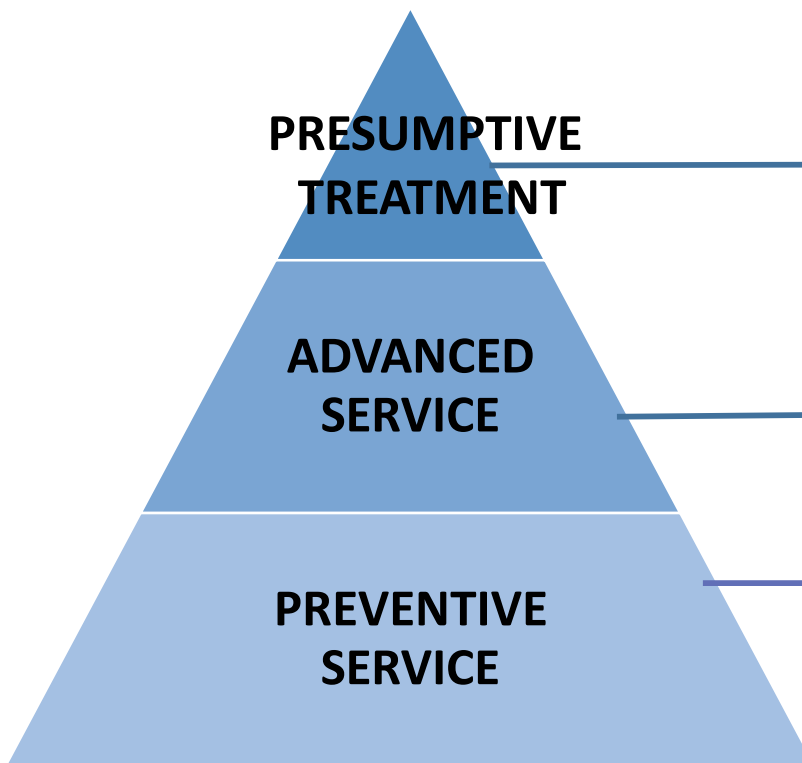 PRESUMPTIVE
TREATMENT
ADVANCED
SERVICE
PREVENTIVE
SERVICE